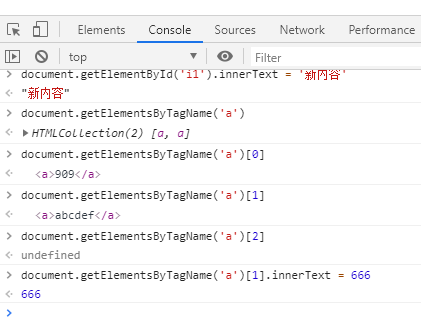 Elements Console Sources Network Performance
top Filter
document.getElementById('i1').innerText = '新内容'
"新内容"
document.getElementsByTagName('a')
HTMLCollection(2) [a, a]
document.getElementsByTagName('a')[0]
<a>909</a>
document.getElementsByTagName('a')[1]
<a>abcdef</a>
document.getElementsByTagName('a')[2]
undefined
document.getElementsByTagName('a')[1].innerText = 666
666